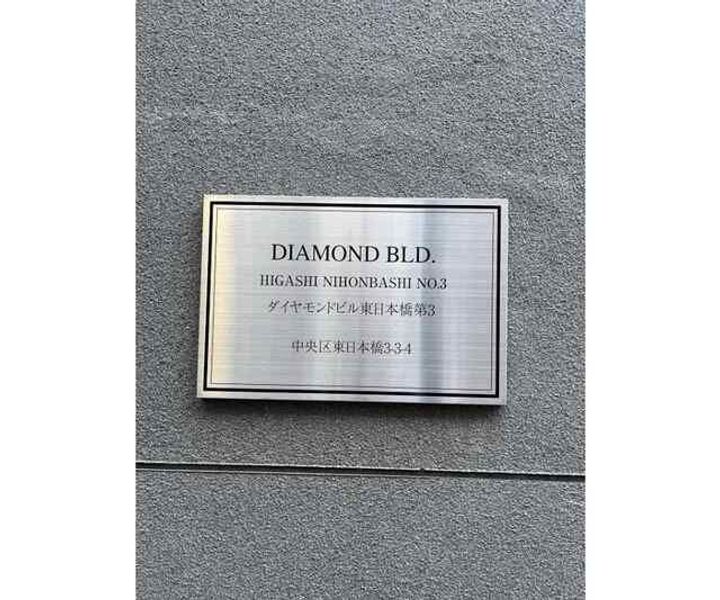 DIAMOND BLD.
HIGASHI NIHONBASHI NO.3
ダイヤモンドビル東日本橋第3
中央区東日本橋3-3-4